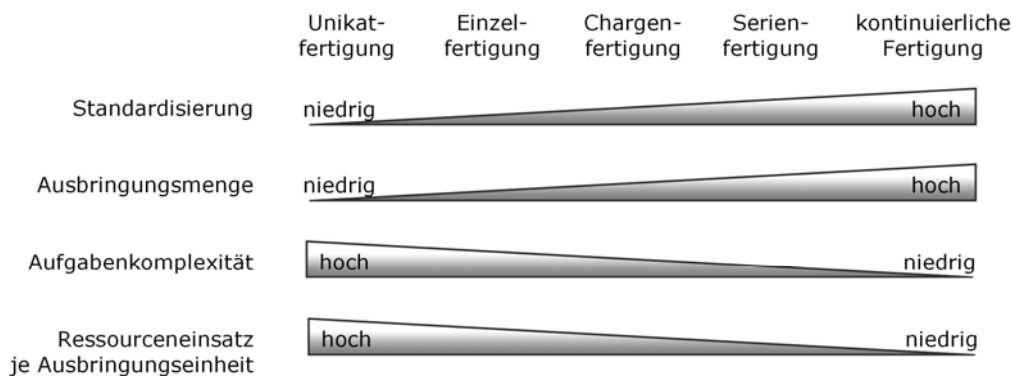 Unikat- Einzel- Chargen- Serien- kontinuierliche
fertigung fertigung fertigung fertigung Fertigung
Standardisierung niedrig hoch
Ausbringungsmenge niedrig hoch
Aufgabenkomplexität hoch niedrig
Ressourceneinsatz hoch niedrig
je Ausbringungseinheit